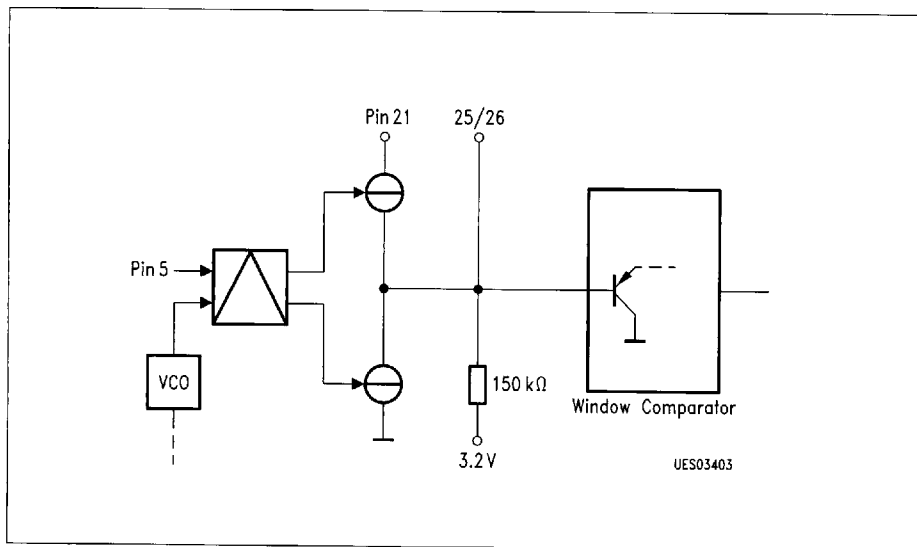 Pin 21
25/26
Pin 5
VCO
150 kΩ
Window Comparator
3.2 V
UES03403